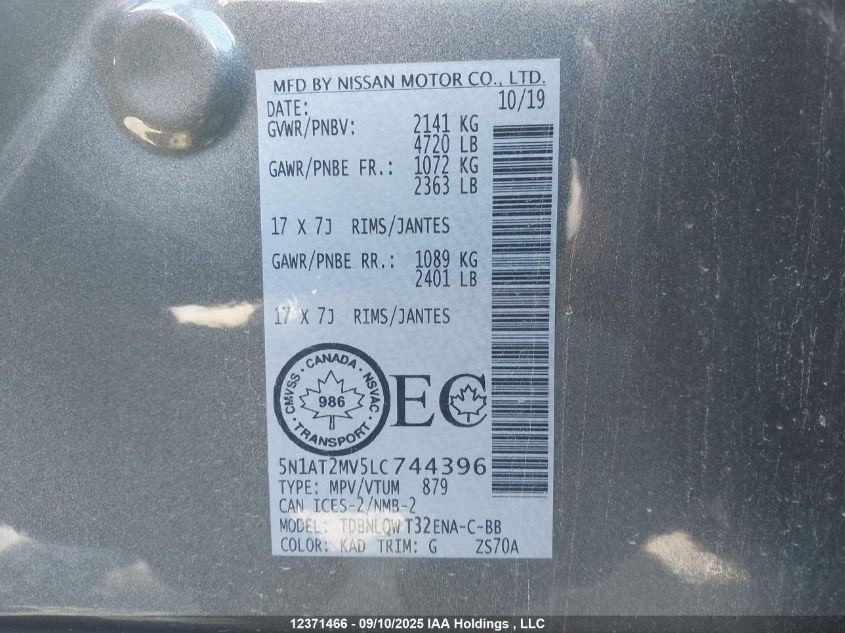 MFD BY NISSAN MOTOR CO., LTD.
DATE: 10/19
GVWR/PNBV: 2141 KG
4720 LB
GAWR/PNBE FR.: 1072 KG
2363 LB
17 X 7J RIMS/JANTES
GAWR/PNBE RR.: 1089 KG
2401 LB
17 X 7J RIMS/JANTES
CMVSS · CANADA · NSVAC · TRANSPORT ·
986
EC
5N1AT2MV5LC744396
TYPE: MPV/VTUM 879
CAN ICES-2/NMB-2
MODEL: TDBNLQW T32ENA-C-BB
COLOR: KAD TRIM: G ZS70A
12371466 - 09/10/2025 IAA Holdings , LLC